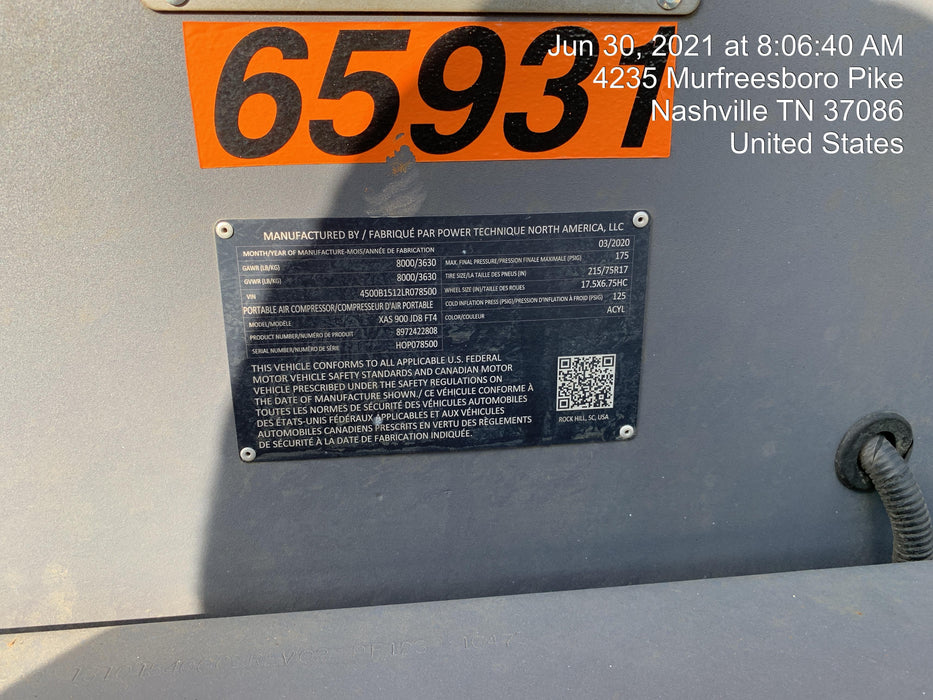 65931
Jun 30, 2021 at 8:06:40 AM
4235 Murfreesboro Pike
Nashville TN 37086
United States
MANUFACTURED BY / FABRIQUÉ PAR POWER TECHNIQUE NORTH AMERICA, LLC
MONTH/YEAR OF MANUFACTURE-MOIS/ANNÉE DE FABRICATION 03/2020
GAWR (LB/KG) 8000/3630
GVWR (LB/KG) 8000/3630
VIN 4500B1512LR078500
PORTABLE AIR COMPRESSOR/COMPRESSEUR D'AIR PORTABLE
MODEL/MODÈLE XAS 900 JD8 FT4
PRODUCT NUMBER/NUMÉRO DE PRODUIT 8972422808
SERIAL NUMBER/NUMÉRO DE SÉRIE HOP078500
MAX. FINAL PRESSURE/PRESSION FINALE MAXIMALE (PSIG) 175
TIRE SIZE/LA TAILLE DES PNEUS (IN) 215/75R17
WHEEL SIZE (IN)/TAILLE DES ROUES 17.5X6.75HC
COLD INFLATION PRESS (PSIG)/PRESSION D'INFLATION À FROID (PSIG) 125
COLOR/COULEUR ACYL
THIS VEHICLE CONFORMS TO ALL APPLICABLE U.S. FEDERAL
MOTOR VEHICLE SAFETY STANDARDS AND CANADIAN MOTOR
VEHICLE PRESCRIBED UNDER THE SAFETY REGULATIONS ON
THE DATE OF MANUFACTURE SHOWN./ CE VÉHICULE CONFORME À
TOUTES LES NORMES DE SÉCURITÉ DES VÉHICULES AUTOMOBILES
DES ÉTATS-UNIS FÉDÉRAUX APPLICABLES ET AUX VÉHICULES
AUTOMOBILES CANADIENS PRESCRITS EN VERTU DES RÈGLEMENTS
DE SÉCURITÉ À LA DATE DE FABRICATION INDIQUÉE.
ROCK HILL, SC, USA